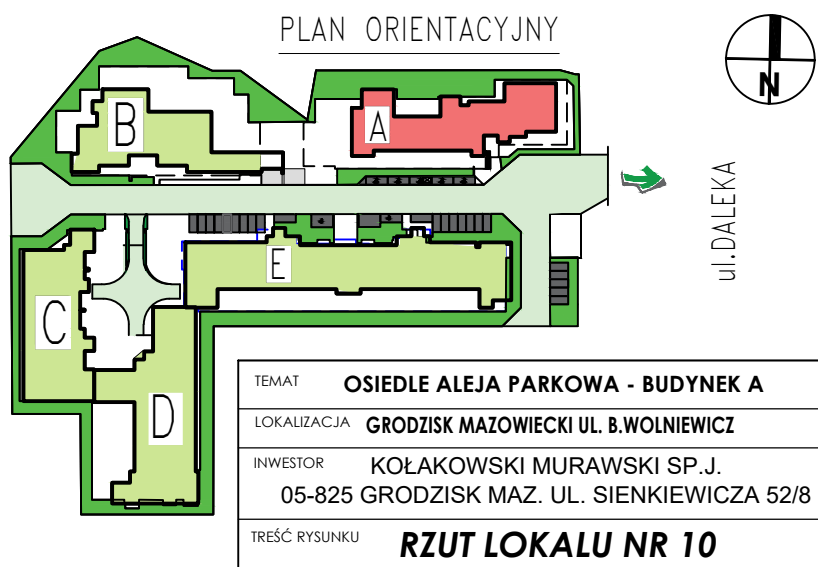 PLAN ORIENTACYJNY
N
B
A
ul.DALEKA
E
C
D
TEMAT OSIEDLE ALEJA PARKOWA - BUDYNEK A
LOKALIZACJA GRODZISK MAZOWIECKI UL. B.WOLNIEWICZ
INWESTOR KOŁAKOWSKI MURAWSKI SP.J.
05-825 GRODZISK MAZ. UL. SIENKIEWICZA 52/8
TREŚĆ RYSUNKU RZUT LOKALU NR 10